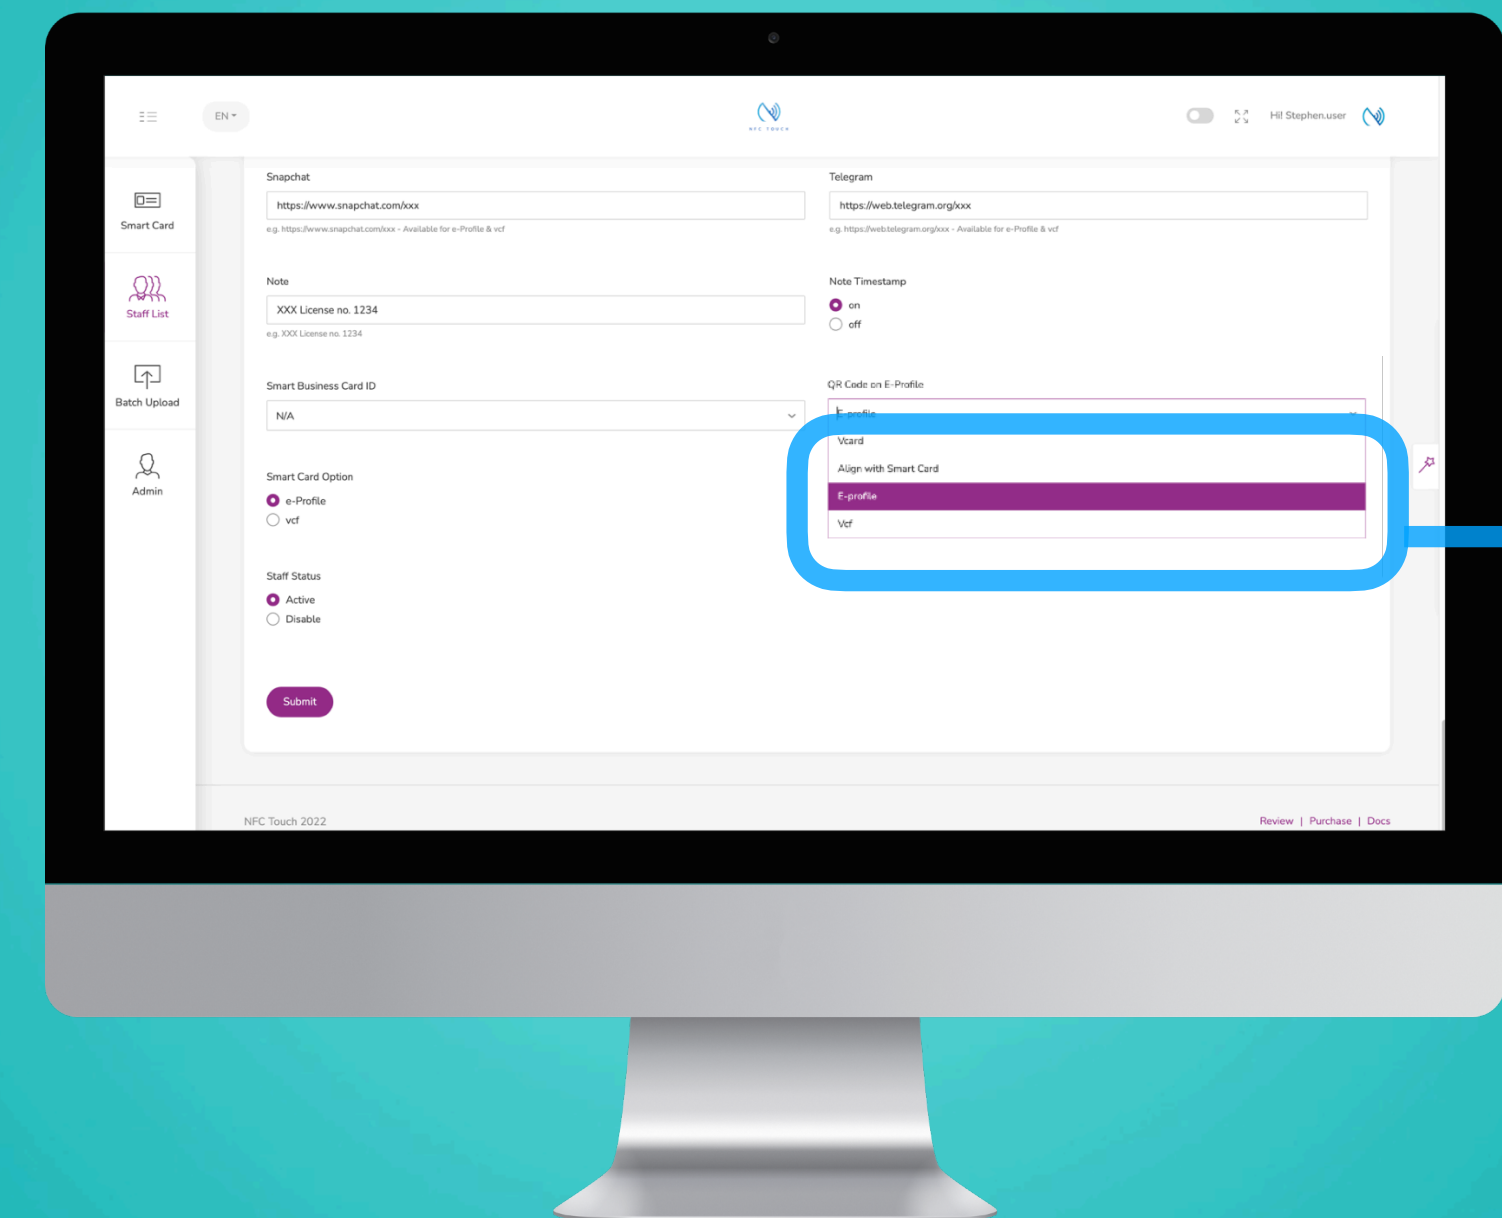 EN
NFC TOUCH
Hi! Stephen.user
Smart Card
Staff List
Batch Upload
Admin
Snapchat
https://www.snapchat.com/xxx
e.g. https://www.snapchat.com/xxx - Available for e-Profile & vcf
Telegram
https://web.telegram.org/xxx
e.g. https://web.telegram.org/xxx - Available for e-Profile & vcf
Note
XXX License no. 1234
e.g. XXX License no. 1234
Note Timestamp
on
off
Smart Business Card ID
N/A
QR Code on E-Profile
E-profile
Vcard
Align with Smart Card
E-profile
Vcf
Smart Card Option
e-Profile
vcf
Staff Status
Active
Disable
Submit
NFC Touch 2022
Review | Purchase | Docs